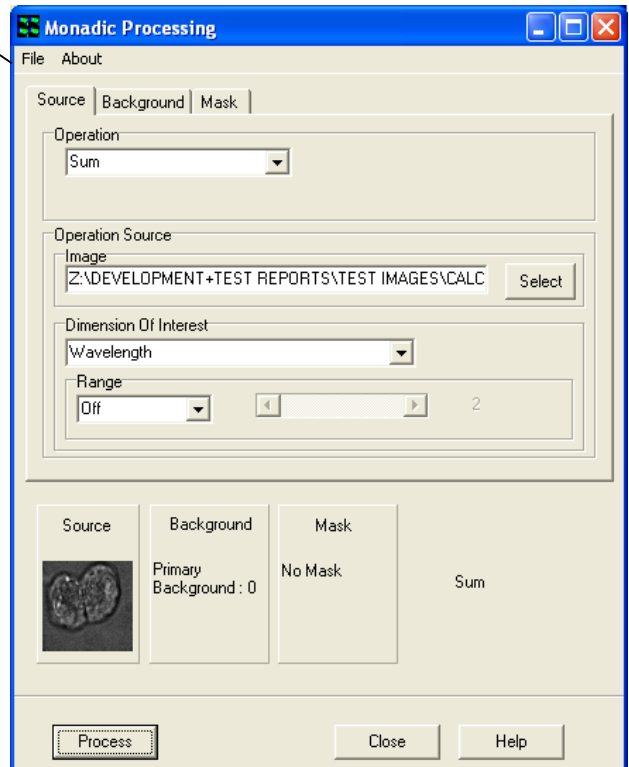 Monadic Processing
File About
Source Background Mask
Operation
Sum
Operation Source
Image
Z:\DEVELOPMENT+TEST REPORTS\TEST IMAGES\CALC
Select
Dimension Of Interest
Wavelength
Range
Off 2
Source Background Mask
Primary
Background : 0
No Mask
Sum
Process Close Help